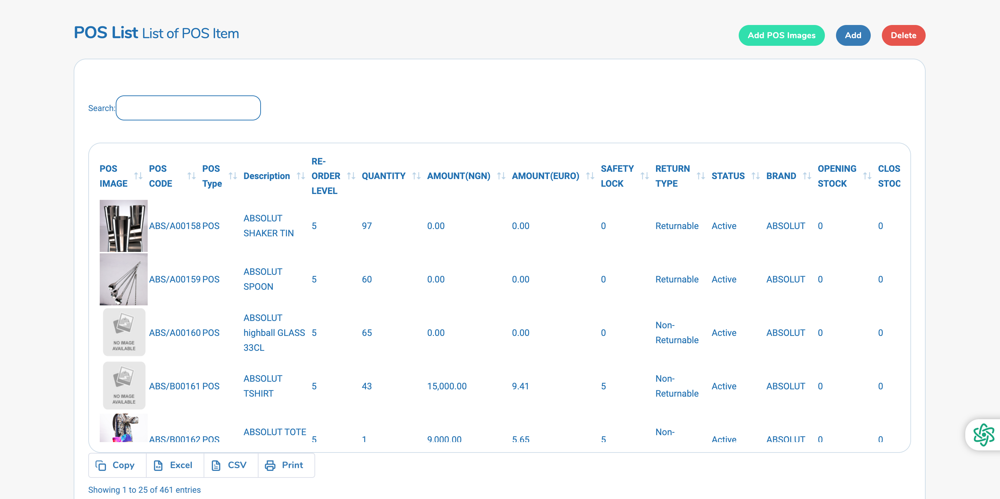 POS List List of POS Item
Add POS Images Add Delete
Search:
POS IMAGE POS CODE POS Type Description RE-ORDER LEVEL QUANTITY AMOUNT(NGN) AMOUNT(EURO) SAFETY LOCK RETURN TYPE STATUS BRAND OPENING STOCK CLOS STOC
ABS/A00158 POS ABSOLUT SHAKER TIN 5 97 0.00 0.00 0 Returnable Active ABSOLUT 0 0
ABS/A00159 POS ABSOLUT SPOON 5 60 0.00 0.00 0 Returnable Active ABSOLUT 0 0
NO IMAGE AVAILABLE ABS/A00160 POS ABSOLUT highball GLASS 33CL 5 65 0.00 0.00 0 Non-Returnable Active ABSOLUT 0 0
NO IMAGE AVAILABLE ABS/B00161 POS ABSOLUT TSHIRT 5 43 15,000.00 9.41 5 Non-Returnable Active ABSOLUT 0 0
ABS/B00162 POS ABSOLUT TOTE 5 1 9,000.00 5.65 5 Non- Active ABSOLUT 0 0
Copy XLS Excel CSV Print
Showing 1 to 25 of 461 entries